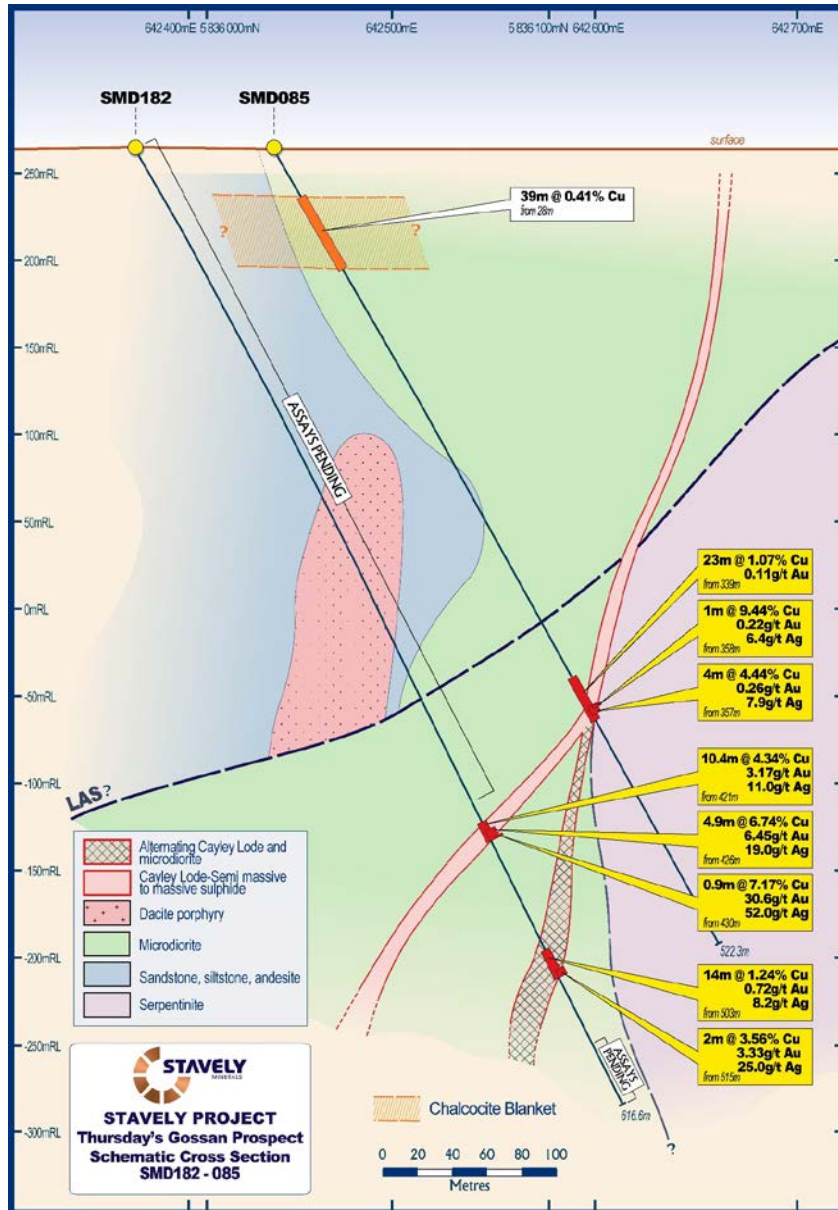 642400mE 5836000mN 642500mE 5836100mN 642600mE 642700mE
SMD182 SMD085
surface
250mRL
200mRL
150mRL
100mRL
50mRL
0mRL
-50mRL
-100mRL
-150mRL
-200mRL
-250mRL
-300mRL
39m @ 0.41% Cu
from 28m
? ?
ASSAYS PENDING
23m @ 1.07% Cu
0.11g/t Au
from 339m
1m @ 9.44% Cu
0.22g/t Au
6.4g/t Ag
from 358m
4m @ 4.44% Cu
0.26g/t Au
7.9g/t Ag
from 357m
10.4m @ 4.34% Cu
3.17g/t Au
11.0g/t Ag
from 421m
4.9m @ 6.74% Cu
6.45g/t Au
19.0g/t Ag
from 426m
0.9m @ 7.17% Cu
30.6g/t Au
52.0g/t Ag
from 430m
14m @ 1.24% Cu
0.72g/t Au
8.2g/t Ag
from 503m
2m @ 3.56% Cu
3.33g/t Au
25.0g/t Ag
from 515m
LAS?
522.3m
ASSAYS
PENDING
616.6m
?
Alternating Cayley Lode and
microdiorite
Cayley Lode-Semi massive
to massive sulphide
Dacite porphyry
Microdiorite
Sandstone, siltstone, andesite
Serpentinite
STAVELY
MINERALS
STAVELY PROJECT
Thursday's Gossan Prospect
Schematic Cross Section
SMD182 - 085
Chalcocite Blanket
0 20 40 60 80 100
Metres